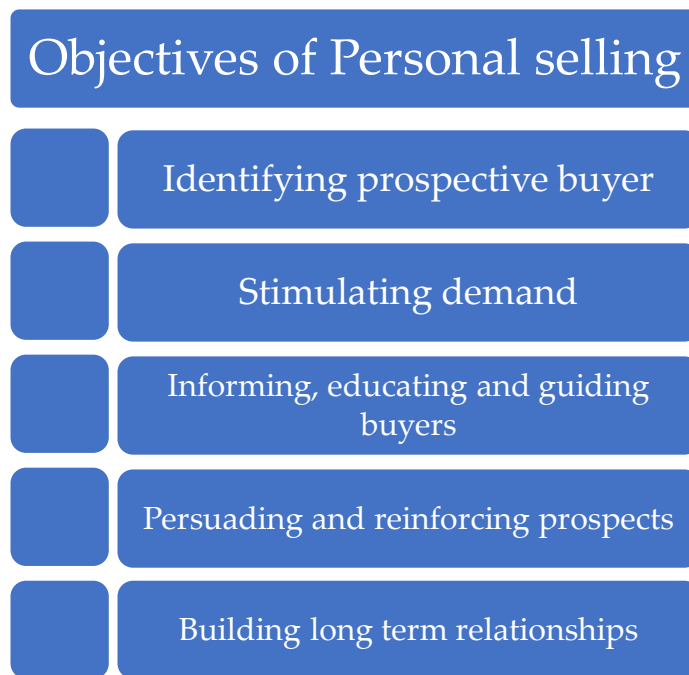 Objectives of Personal selling
Identifying prospective buyer
Stimulating demand
Informing, educating and guiding
buyers
Persuading and reinforcing prospects
Building long term relationships